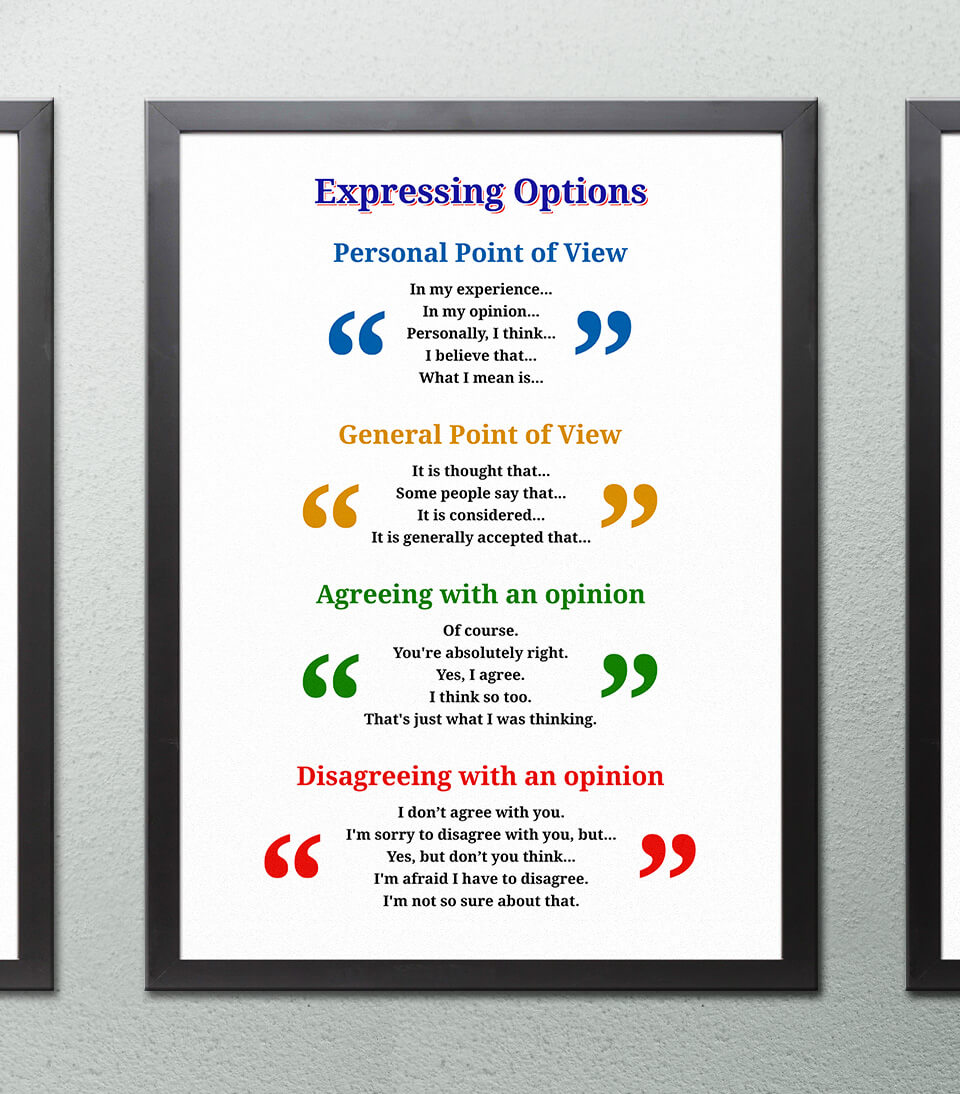 Expressing Options
Personal Point of View
In my experience...
In my opinion...
Personally, I think...
I believe that...
What I mean is...
General Point of View
It is thought that...
Some people say that...
It is considered...
It is generally accepted that...
Agreeing with an opinion
Of course.
You're absolutely right.
Yes, I agree.
I think so too.
That's just what I was thinking.
Disagreeing with an opinion
I don’t agree with you.
I'm sorry to disagree with you, but...
Yes, but don’t you think...
I'm afraid I have to disagree.
I'm not so sure about that.